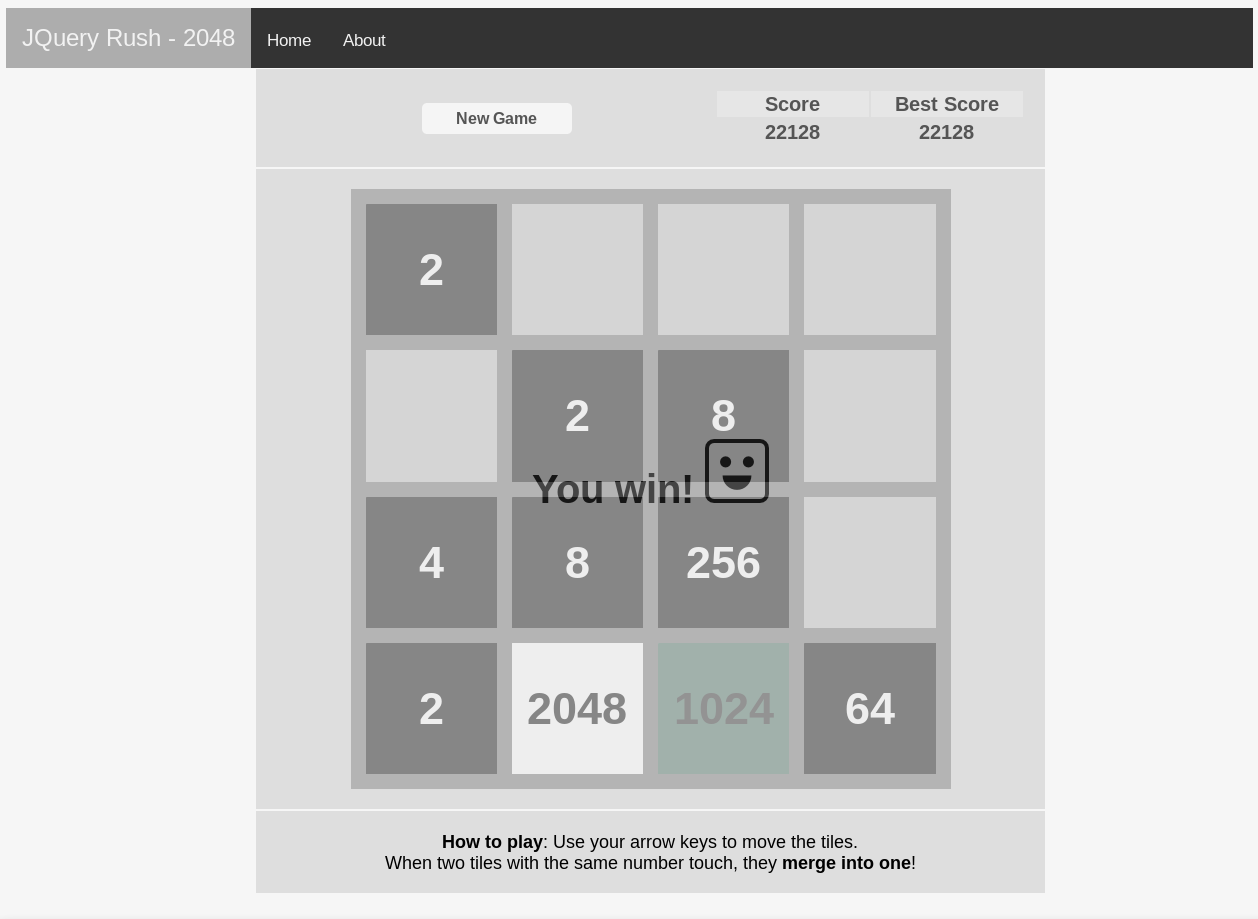 JQuery Rush - 2048 Home About
New Game
Score Best Score
22128 22128
2
2 8
You win!
4 8 256
2 2048 1024 64
How to play: Use your arrow keys to move the tiles.
When two tiles with the same number touch, they merge into one!